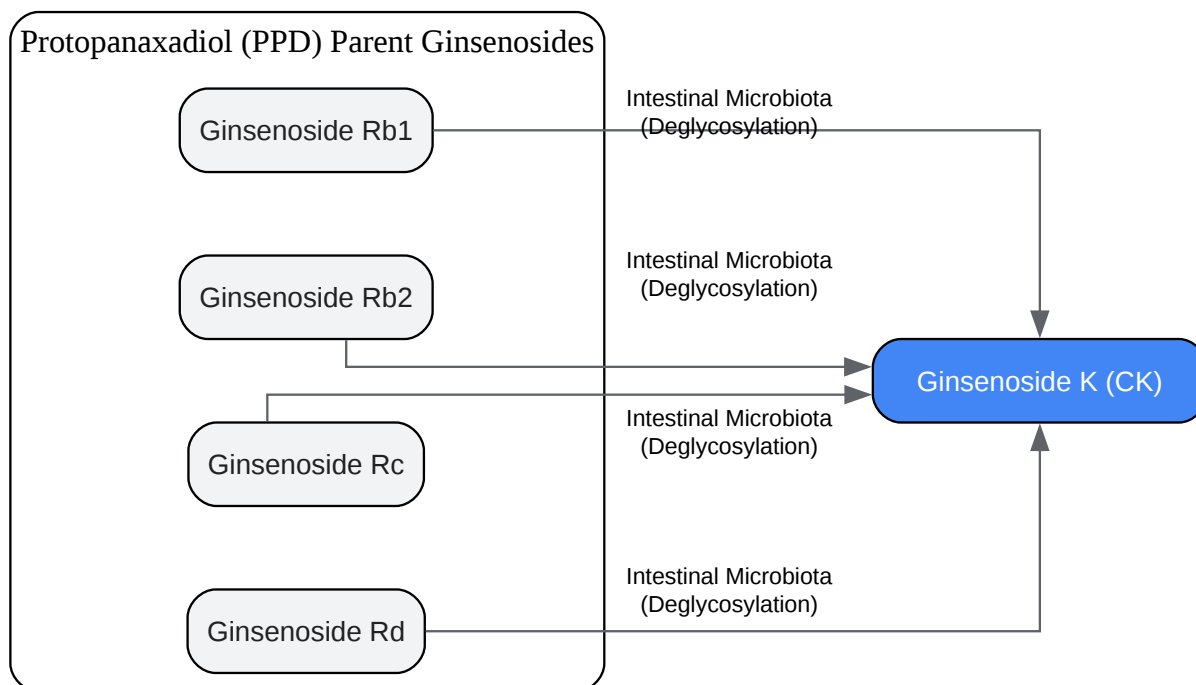 Protopanaxadiol (PPD) Parent Ginsenosides
Ginsenoside Rb1
Intestinal Microbiota
(Deglycosylation)
Ginsenoside Rb2
Intestinal Microbiota
(Deglycosylation)
Ginsenoside K (CK)
Ginsenoside Rc
Intestinal Microbiota
(Deglycosylation)
Ginsenoside Rd
Intestinal Microbiota
(Deglycosylation)